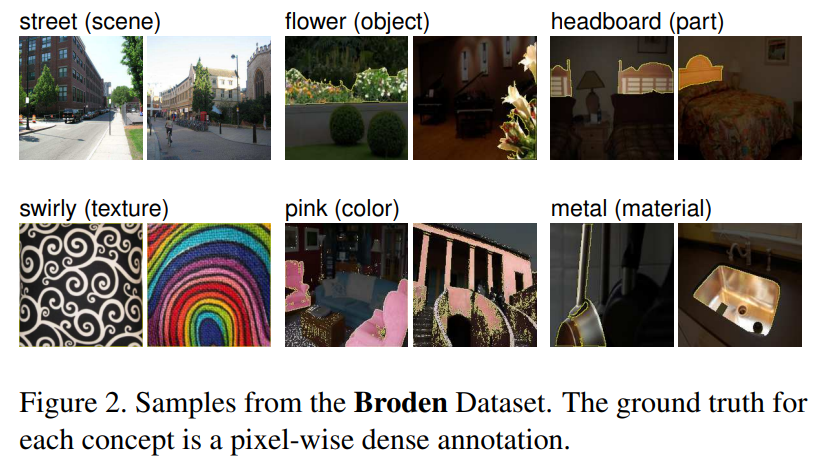 street (scene)
flower (object)
headboard (part)
swirly (texture)
pink (color)
metal (material)
Figure 2. Samples from the Broden Dataset. The ground truth for
each concept is a pixel-wise dense annotation.